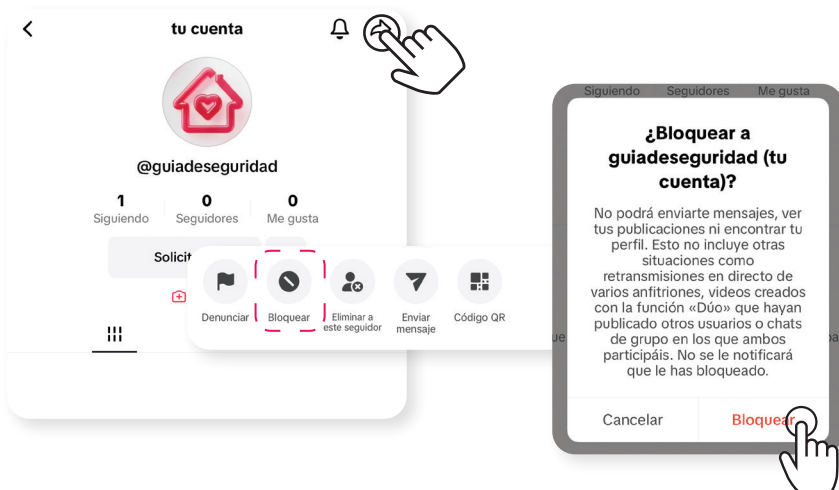 tu cuenta
@guiadeseguridad
1 0 0
Siguiendo Seguidores Me gusta
Solicit
Denunciar Bloquear Eliminar a este seguidor Enviar mensaje Código QR
Siguiendo Seguidores Me gusta
¿Bloquear a
guiadeseguridad (tu
cuenta)?
No podrá enviarte mensajes, ver
tus publicaciones ni encontrar tu
perfil. Esto no incluye otras
situaciones como
retransmisiones en directo de
varios anfitriones, videos creados
con la función «Dúo» que hayan
publicado otros usuarios o chats
de grupo en los que ambos
participáis. No se le notificará
que le has bloqueado.
Cancelar Bloquear